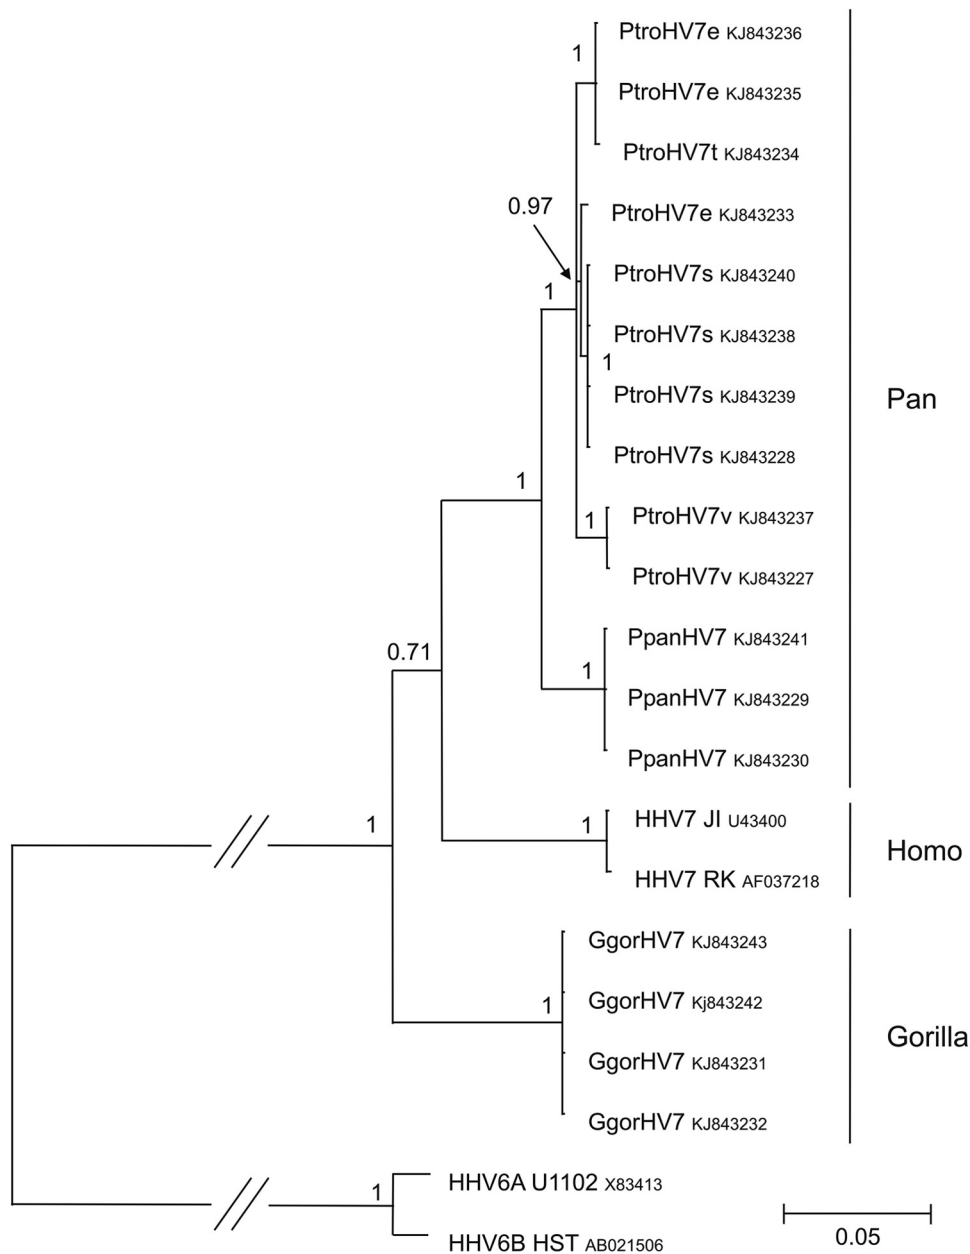 PtroHV7e KJ843236
1
PtroHV7e KJ843235
PtroHV7t KJ843234
0.97
PtroHV7e KJ843233
PtroHV7s KJ843240
1
PtroHV7s KJ843238
1
PtroHV7s KJ843239
Pan
PtroHV7s KJ843228
1
PtroHV7v KJ843237
1
PtroHV7v KJ843227
PpanHV7 KJ843241
0.71
1
PpanHV7 KJ843229
PpanHV7 KJ843230
HHV7 JI U43400
1
1
Homo
HHV7 RK AF037218
GgorHV7 KJ843243
GgorHV7 Kj843242
1
Gorilla
GgorHV7 KJ843231
GgorHV7 KJ843232
HHV6A U1102 X83413
1
0.05
HHV6B HST AB021506